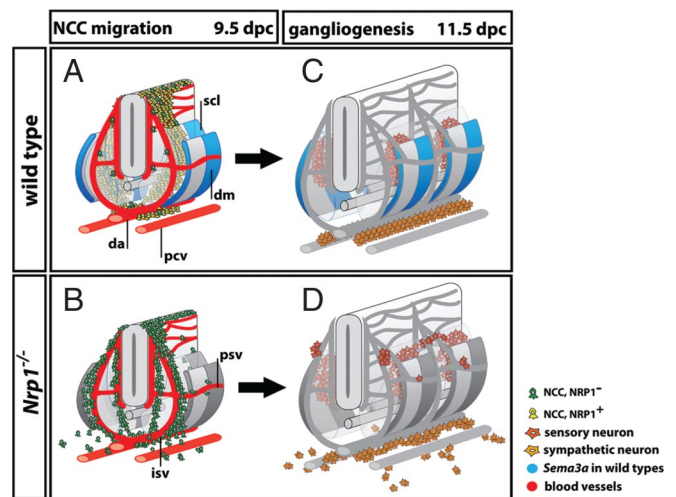 NCC migration 9.5 dpc gangliogenesis 11.5 dpc
wild type
A
C
scl
dm
da
pcv
Nrp1-/-
B
D
psv
isv
NCC, NRP1-
NCC, NRP1+
sensory neuron
sympathetic neuron
Sema3a in wild types
blood vessels